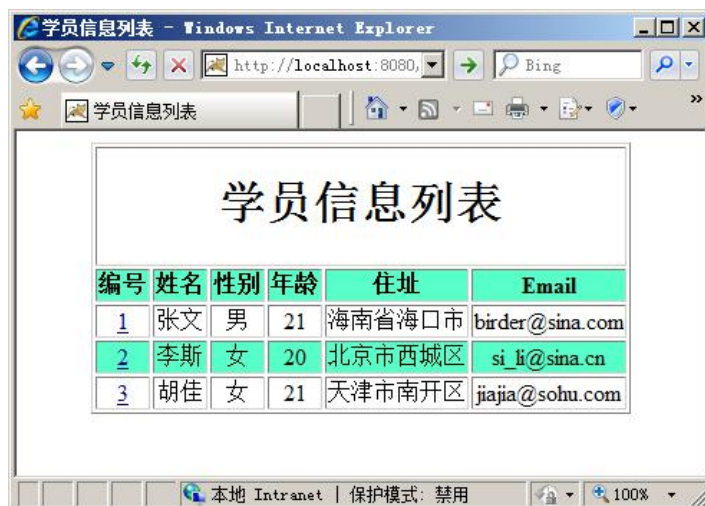 学员信息列表 - Windows Internet Explorer
http://localhost:8080,
Bing
学员信息列表
»
学员信息列表
编号 姓名 性别 年龄 住址 Email
1 张文 男 21 海南省海口市 birder@sina.com
2 李斯 女 20 北京市西城区 si_li@sina.cn
3 胡佳 女 21 天津市南开区 jiajia@sohu.com
本地 Intranet | 保护模式: 禁用 100%